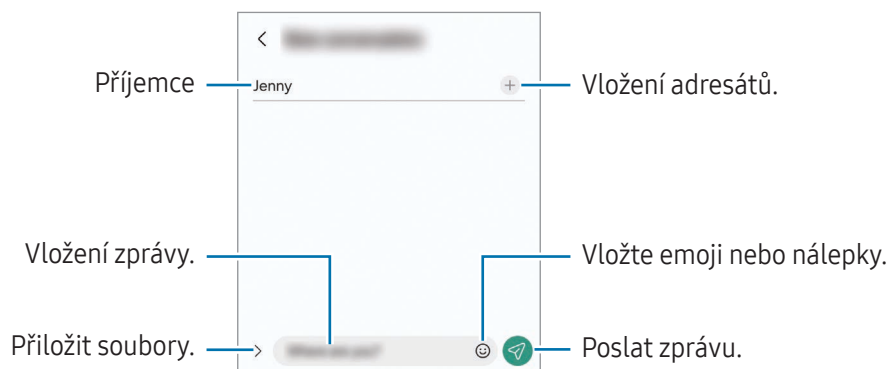 Příjemce
Jenny
Vložení adresátů.
Vložení zprávy.
Vložte emoji nebo nálepky.
Přiložit soubory.
Poslat zprávu.